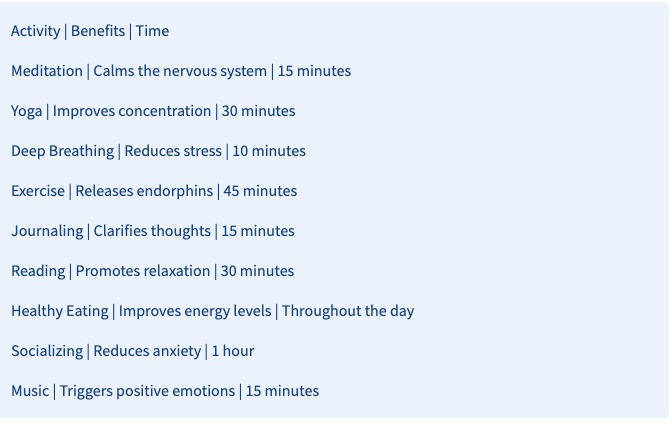 Activity | Benefits | Time
Meditation | Calms the nervous system | 15 minutes
Yoga | Improves concentration | 30 minutes
Deep Breathing | Reduces stress | 10 minutes
Exercise | Releases endorphins | 45 minutes
Journaling | Clarifies thoughts | 15 minutes
Reading | Promotes relaxation | 30 minutes
Healthy Eating | Improves energy levels | Throughout the day
Socializing | Reduces anxiety | 1 hour
Music | Triggers positive emotions | 15 minutes